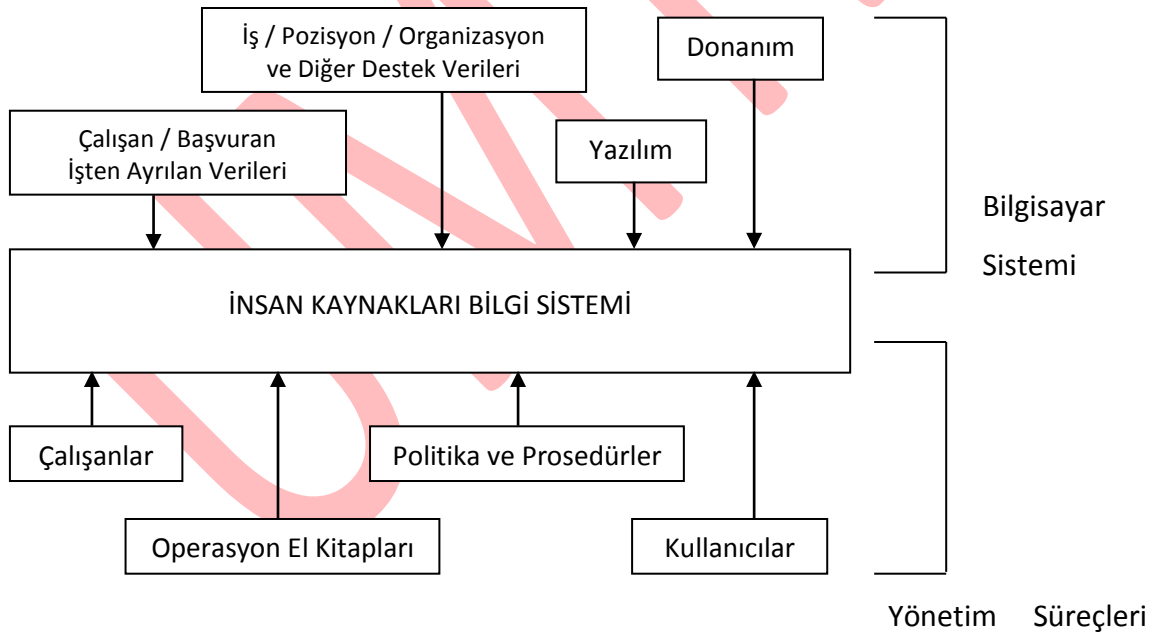 İş / Pozisyon / Organizasyon
ve Diğer Destek Verileri
Donanım
Çalışan / Başvuran
İşten Ayrılan Verileri
Yazılım
Bilgisayar
Sistemi
İNSAN KAYNAKLARI BİLGİ SİSTEMİ
Çalışanlar
Politika ve Prosedürler
Operasyon El Kitapları
Kullanıcılar
Yönetim Süreçleri